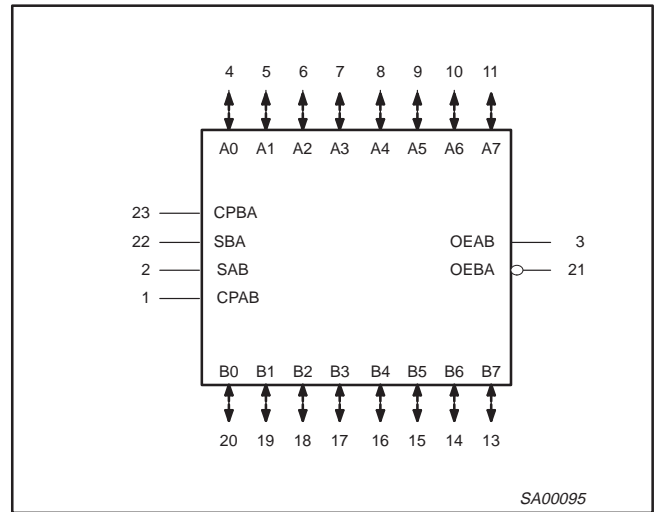 4 5 6 7 8 9 10 11
A0 A1 A2 A3 A4 A5 A6 A7
23 CPBA
22 SBA OEAB 3
2 SAB OEBA 21
1 CPAB
B0 B1 B2 B3 B4 B5 B6 B7
20 19 18 17 16 15 14 13
SA00095